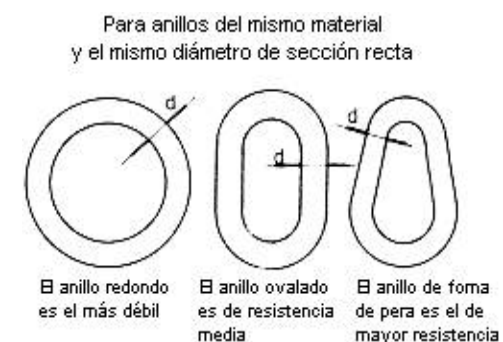 Para anillos del mismo material
y el mismo diámetro de sección recta
d
d
d
El anillo redondo
es el más débil
El anillo ovalado
es de resistencia
media
El anillo de foma
de pera es el de
mayor resistencia